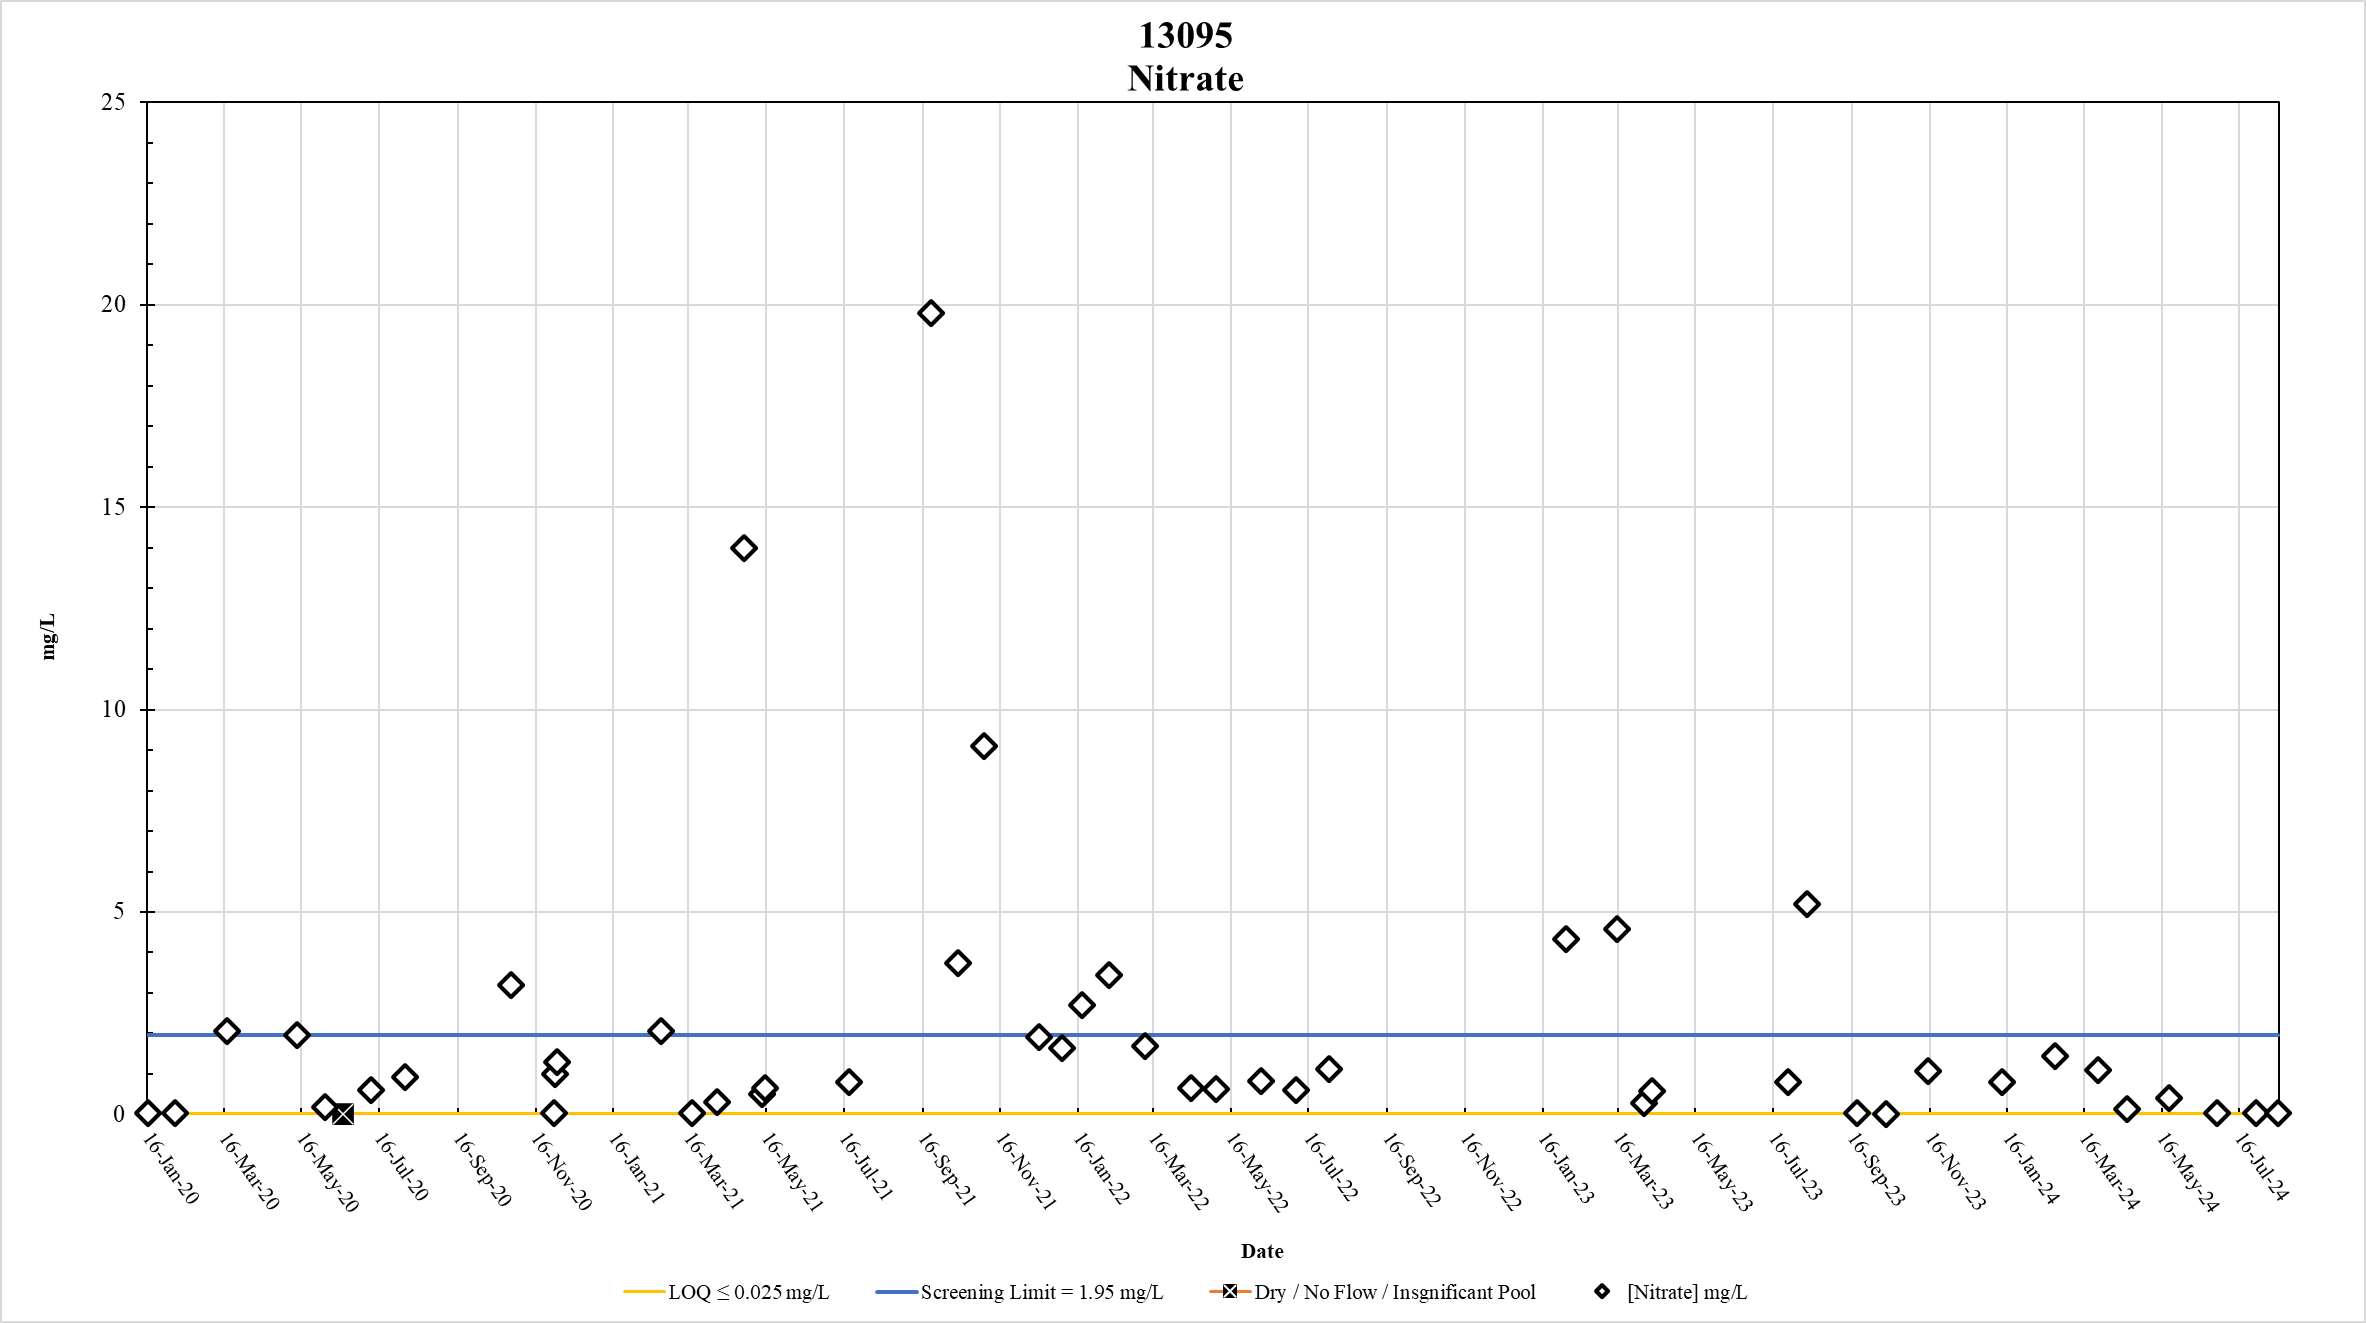 13095
Nitrate
25
20
15
10
5
0
mg/L
16-Jan-20
16-Mar-20
16-May-20
16-Jul-20
16-Sep-20
16-Nov-20
16-Jan-21
16-Mar-21
16-May-21
16-Jul-21
16-Sep-21
16-Nov-21
16-Jan-22
16-Mar-22
16-May-22
16-Jul-22
16-Sep-22
16-Nov-22
16-Jan-23
16-Mar-23
16-May-23
16-Jul-23
16-Sep-23
16-Nov-23
16-Jan-24
16-Mar-24
16-May-24
16-Jul-24
Date
LOQ ≤ 0.025 mg/L
Screening Limit = 1.95 mg/L
Dry / No Flow / Insgnificant Pool
[Nitrate] mg/L